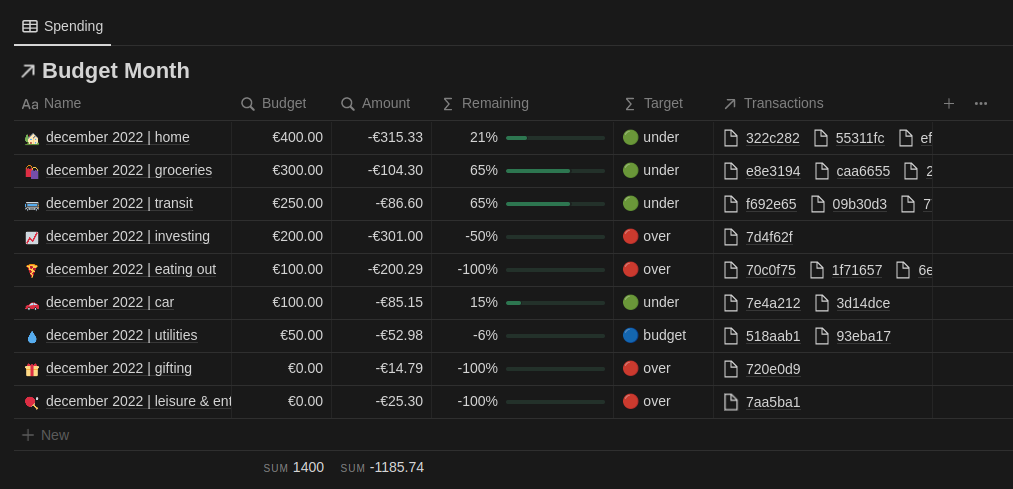 Spending
Budget Month
Aa Name Budget Amount Σ Remaining Σ Target Transactions
december 2022 | home €400.00 -€315.33 21% under 322c282 55311fc ef
december 2022 | groceries €300.00 -€104.30 65% under e8e3194 caa6655 2
december 2022 | transit €250.00 -€86.60 65% under f692e65 09b30d3 7
december 2022 | investing €200.00 -€301.00 -50% over 7d4f62f
december 2022 | eating out €100.00 -€200.29 -100% over 70c0f75 1f71657 6e
december 2022 | car €100.00 -€85.15 15% under 7e4a212 3d14dce
december 2022 | utilities €50.00 -€52.98 -6% budget 518aab1 93eba17
december 2022 | gifting €0.00 -€14.79 -100% over 720e0d9
december 2022 | leisure & ent €0.00 -€25.30 -100% over 7aa5ba1
+ New
SUM 1400 SUM -1185.74